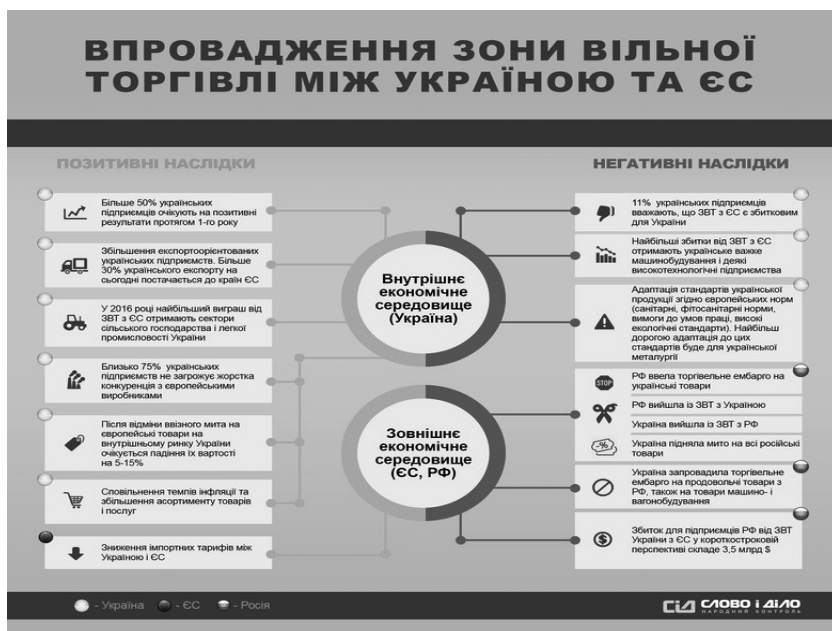 ВПРОВАДЖЕННЯ ЗОНИ ВІЛЬНОЇ
ТОРГІВЛІ МІЖ УКРАЇНОЮ ТА ЄС
ПОЗИТИВНІ НАСЛІДКИ
Більше 50% українських
підприємців очікують на позитивні
результати протягом 1-го року
Збільшення експортоорієнтованих
українських підприємств. Більше
30% українського експорту на
сьогодні постачається до країн ЄС
У 2016 році найбільший виграш від
ЗВТ з ЄС отримають сектори
сільського господарства і легкої
промисловості України
Близько 75% українських
підприємств не загрожує жорстка
конкуренція з європейськими
виробниками
Після відміни ввізного мита на
європейські товари на
внутрішньому ринку України
очікується падіння їх вартості
на 5-15%
Сповільнення темпів інфляції та
збільшення асортименту товарів
і послуг
Зниження імпортних тарифів між
Україною і ЄС
Внутрішнє
економічне
середовище
(Україна)
Зовнішнє
економічне
середовище
(ЄС, РФ)
НЕГАТИВНІ НАСЛІДКИ
11% українських підприємців
вважають, що ЗВТ з ЄС є збитковим
для України
Найбільші збитки від ЗВТ з ЄС
отримають українське важке
машинобудування і деякі
високотехнологічні підприємства
Адаптація стандартів української
продукції згідно європейських норм
(санітарні, фітосанітарні норми,
вимоги до умов праці, високі
екологічні стандарти). Найбільш
дорогою адаптація до цих
стандартів буде для української
металургії
STOP
РФ ввела торгівельне ембарго на
українські товари
РФ вийшла із ЗВТ з Україною
Україна вийшла із ЗВТ з РФ
%
Україна підняла мито на всі російські
товари
Україна запровадила торгівельне
ембарго на продовольчі товари з
РФ, також на товари машино- і
вагонобудування
$
Збиток для підприємців РФ від ЗВТ
України з ЄС у короткостроковій
перспективі складе 3,5 млрд $
- Україна - ЄС - Росія
СІД СЛОВО І ДІЛО
НАРОДНИЙ КОНТРОЛЬ